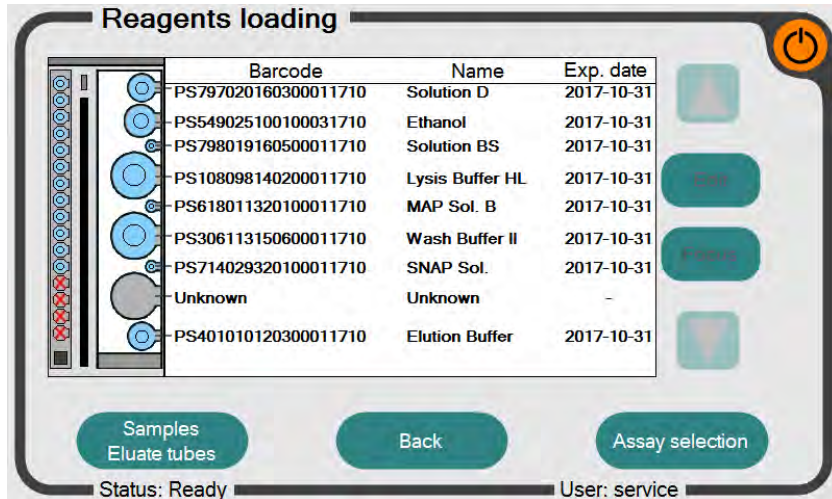 Reagents loading
Barcode Name Exp. date
PS797020160300011710 Solution D 2017-10-31
PS549025100100031710 Ethanol 2017-10-31
PS798019160500011710 Solution BS 2017-10-31
PS108098140200011710 Lysis Buffer HL 2017-10-31
PS618011320100011710 MAP Sol. B 2017-10-31
PS306113150600011710 Wash Buffer II 2017-10-31
PS714029320100011710 SNAP Sol. 2017-10-31
Unknown Unknown -
PS401010120300011710 Elution Buffer 2017-10-31
Samples
Eluate tubes
Back
Assay selection
Status: Ready
User: service